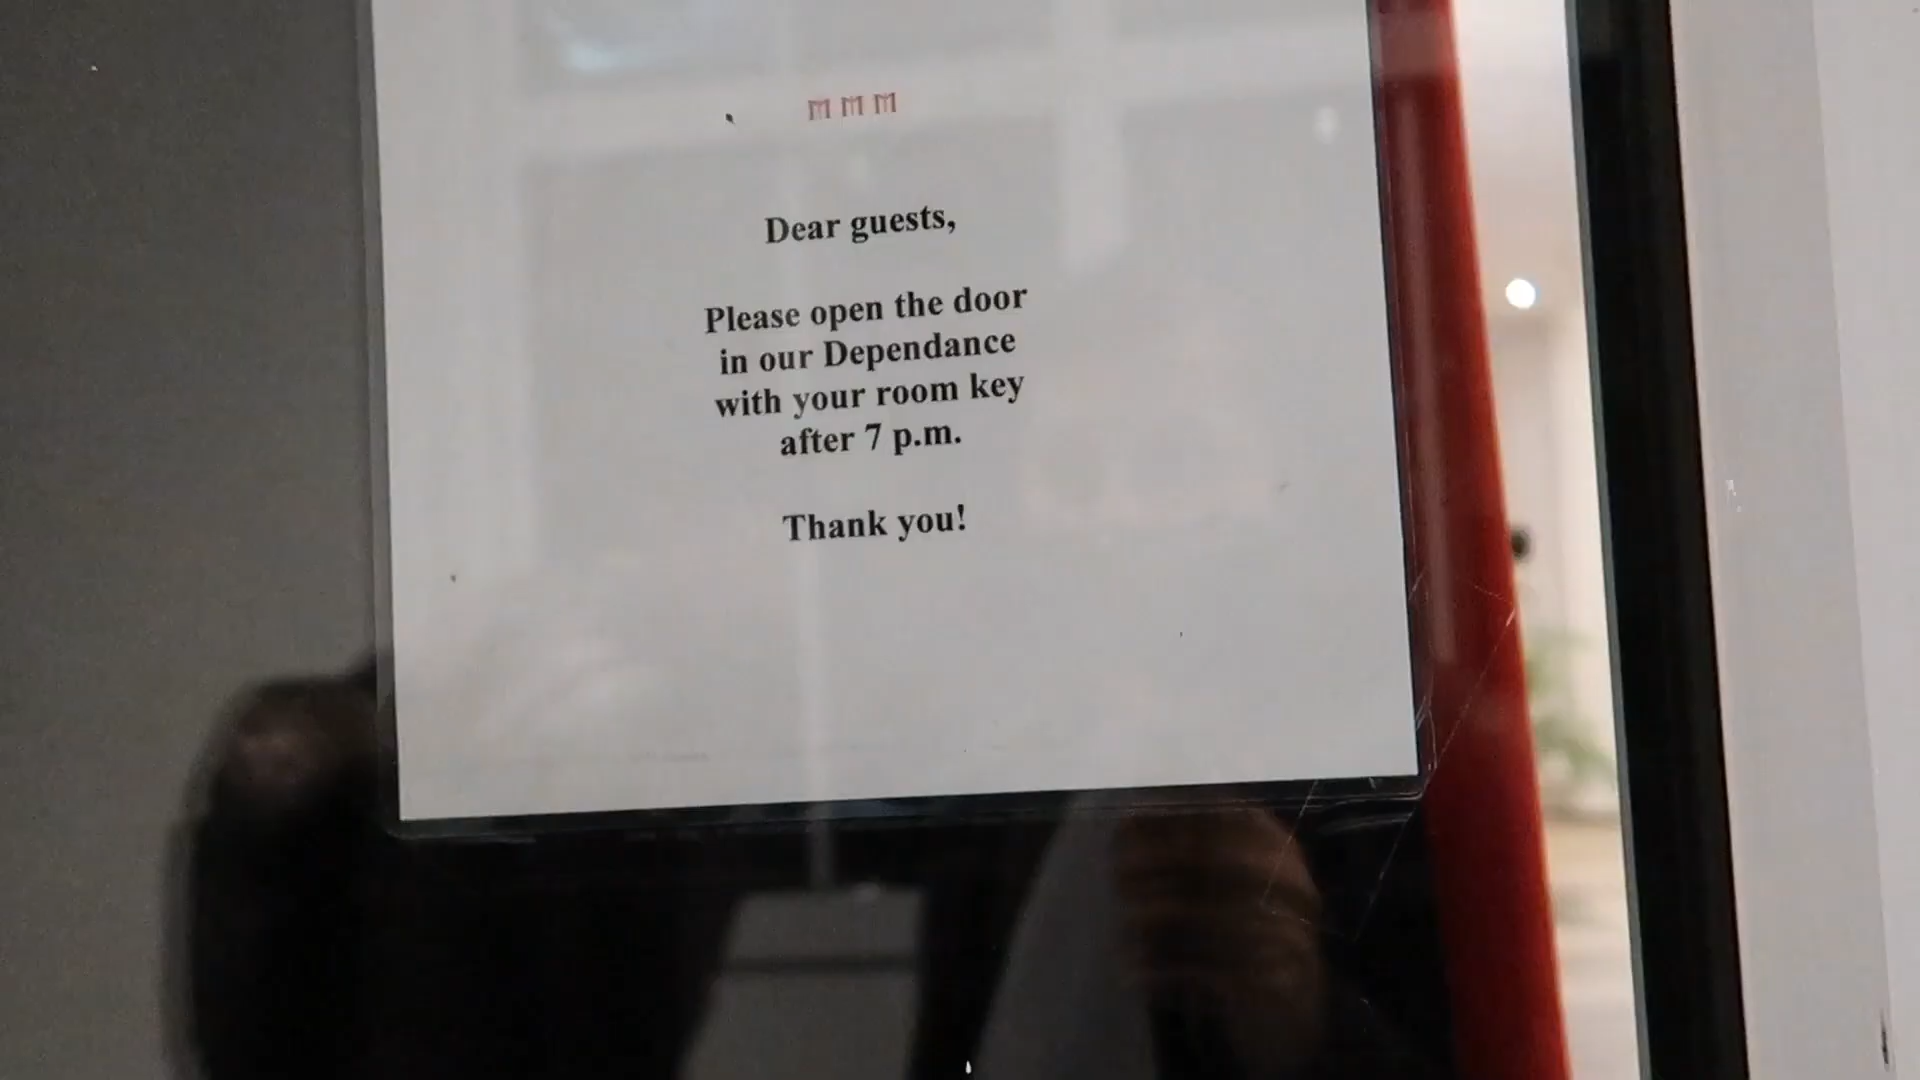 Dear guests,
Please open the door
in our Dependance
with your room key
after 7 p.m.
Thank you!